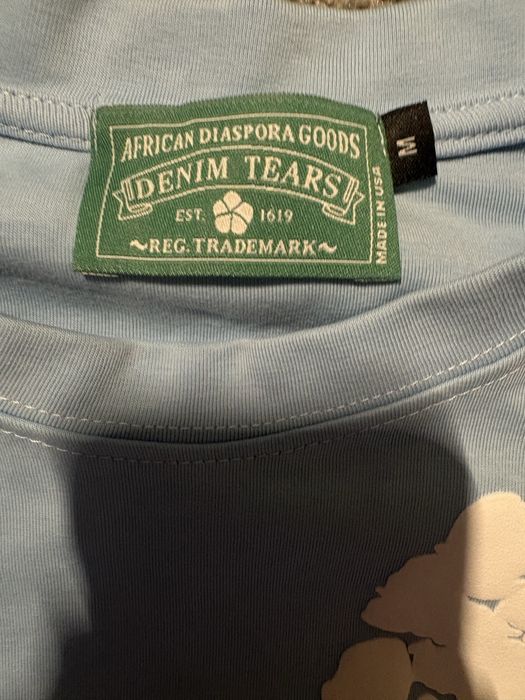 AFRICAN DIASPORA GOODS
DENIM TEARS
EST. 1619
~REG. TRADEMARK~
MADE IN USA
M